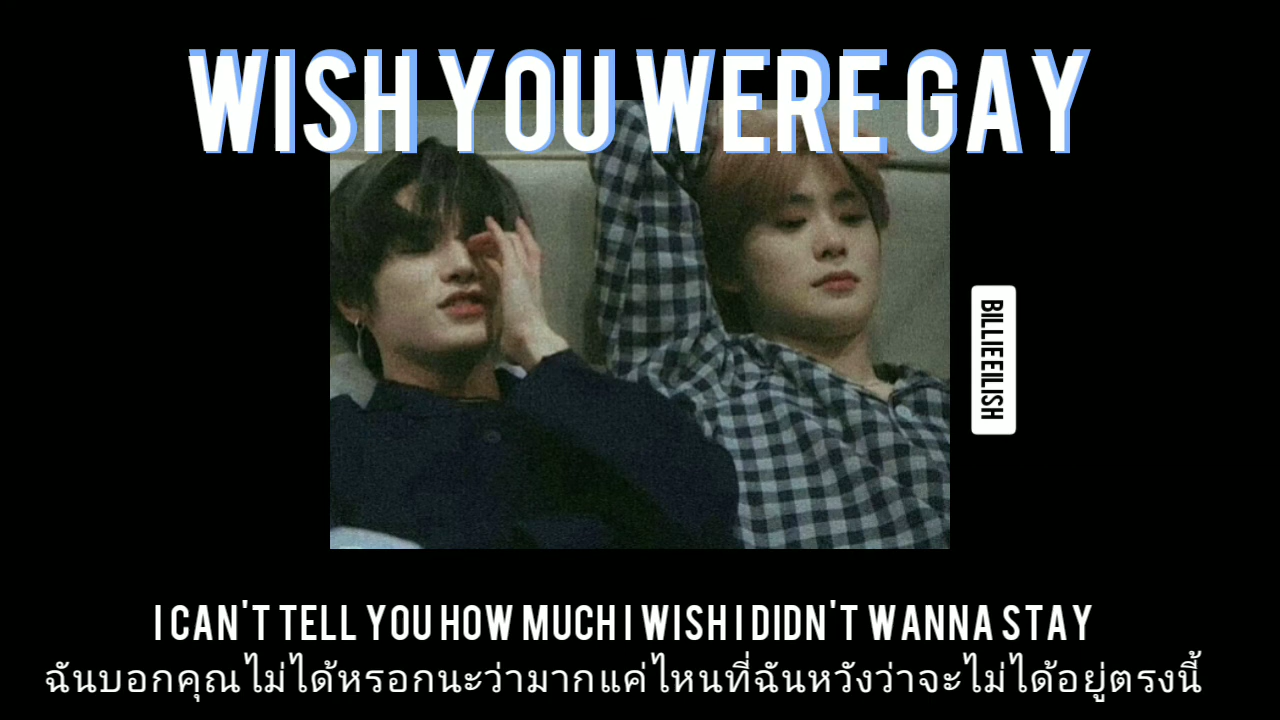 WISH YOU WERE GAY
BILLIEEILISH
I CAN'T TELL YOU HOW MUCH I WISH I DIDN'T WANNA STAY
ฉันบอกคุณไม่ได้หรอกนะว่ามากแค่ไหนที่ฉันหวังว่าจะไม่ได้อยู่ตรงนี้